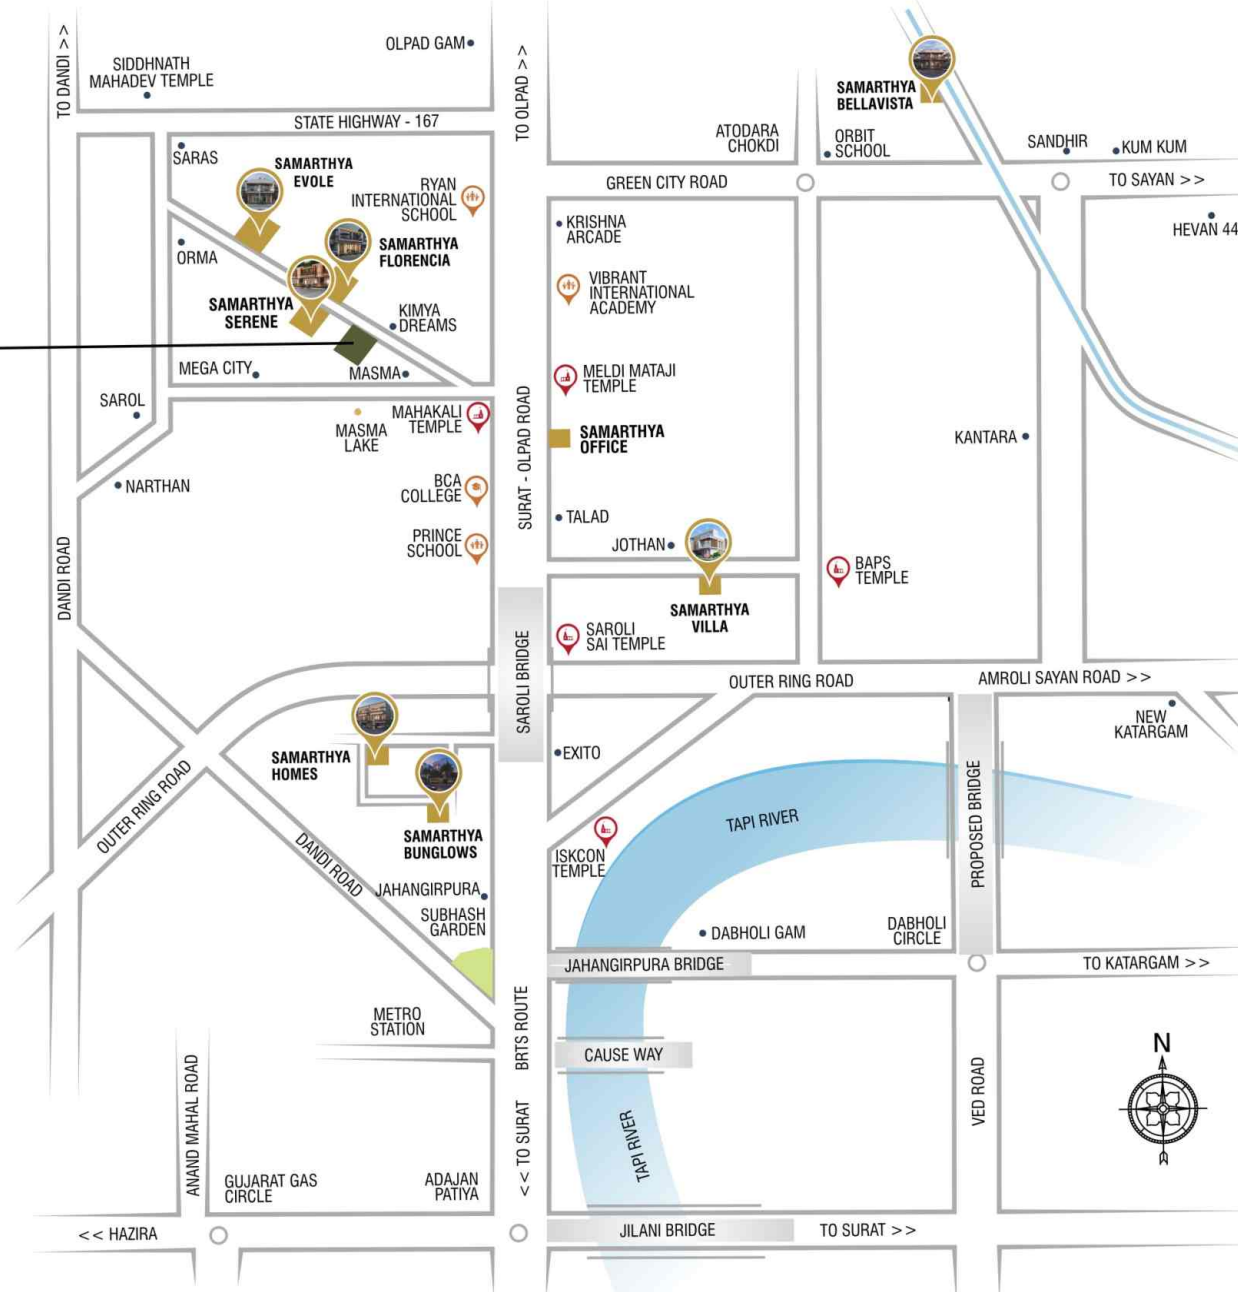 TO DANDI >>
SIDDHNATH
MAHADEV TEMPLE
OLPAD GAM
TO OLPAD >>
STATE HIGHWAY - 167
SAMARTHYA
BELLAVISTA
ATODARA
CHOKDI
ORBIT
SCHOOL
SANDHIR
KUM KUM
GREEN CITY ROAD
TO SAYAN >>
HEVAN 44
SARAS
SAMARTHYA
EVOLE
RYAN
INTERNATIONAL
SCHOOL
KRISHNA
ARCADE
ORMA
SAMARTHYA
FLORENCIA
VIBRANT
INTERNATIONAL
ACADEMY
SAMARTHYA
SERENE
KIMYA
DREAMS
MEGA CITY
MASMA
MELDI MATAJI
TEMPLE
SAROL
MASMA
LAKE
MAHAKALI
TEMPLE
SURAT - OLPAD ROAD
SAMARTHYA
OFFICE
KANTARA
NARTHAN
BCA
COLLEGE
TALAD
PRINCE
SCHOOL
JOTHAN
DANDI ROAD
BAPS
TEMPLE
SAMARTHYA
VILLA
SAROLI
SAI TEMPLE
SAROLI BRIDGE
OUTER RING ROAD
AMROLI SAYAN ROAD >>
NEW
KATARGAM
EXITO
SAMARTHYA
HOMES
OUTER RING ROAD
SAMARTHYA
BUNGLOWS
DANDI ROAD
TAPI RIVER
PROPOSED BRIDGE
ISKCON
TEMPLE
JAHANGIRPURA
SUBHASH
GARDEN
DABHOLI GAM
DABHOLI
CIRCLE
JAHANGIRPURA BRIDGE
TO KATARGAM >>
METRO
STATION
BRTS ROUTE
CAUSE WAY
N
ANAND MAHAL ROAD
<< TO SURAT
TAPI RIVER
VED ROAD
GUJARAT GAS
CIRCLE
ADAJAN
PATIYA
<< HAZIRA
JILANI BRIDGE
TO SURAT >>